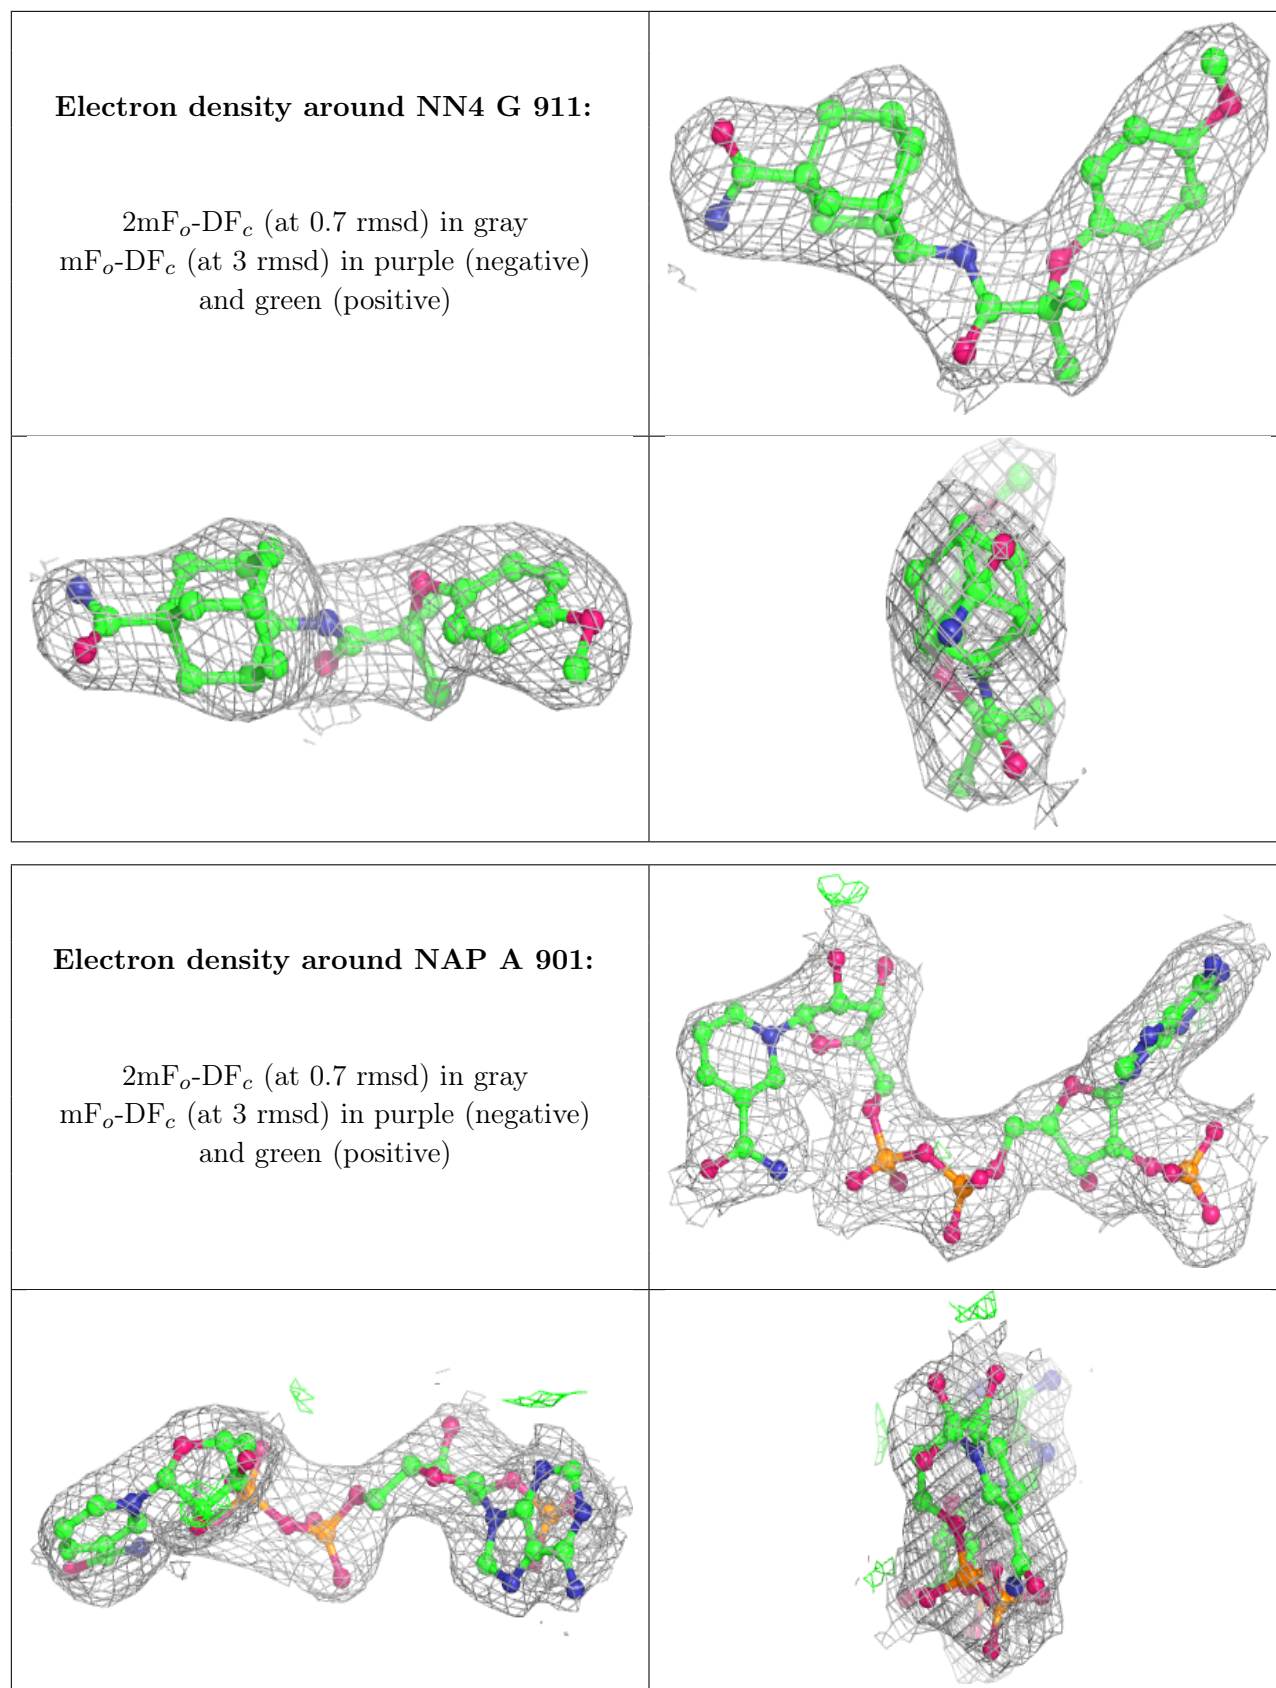 Electron density around NN4 G 911:
2mFo-DFc (at 0.7 rmsd) in gray
mFo-DFc (at 3 rmsd) in purple (negative)
and green (positive)
Electron density around NAP A 901:
2mFo-DFc (at 0.7 rmsd) in gray
mFo-DFc (at 3 rmsd) in purple (negative)
and green (positive)